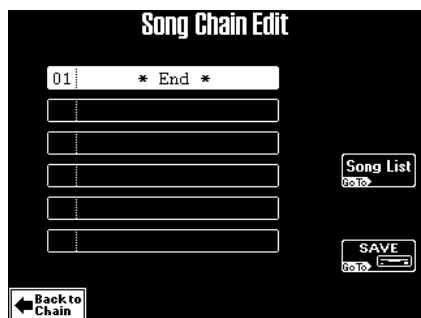 Song Chain Edit
01 * End *
Song List
Go To
SAVE
Go To
Back to
Chain